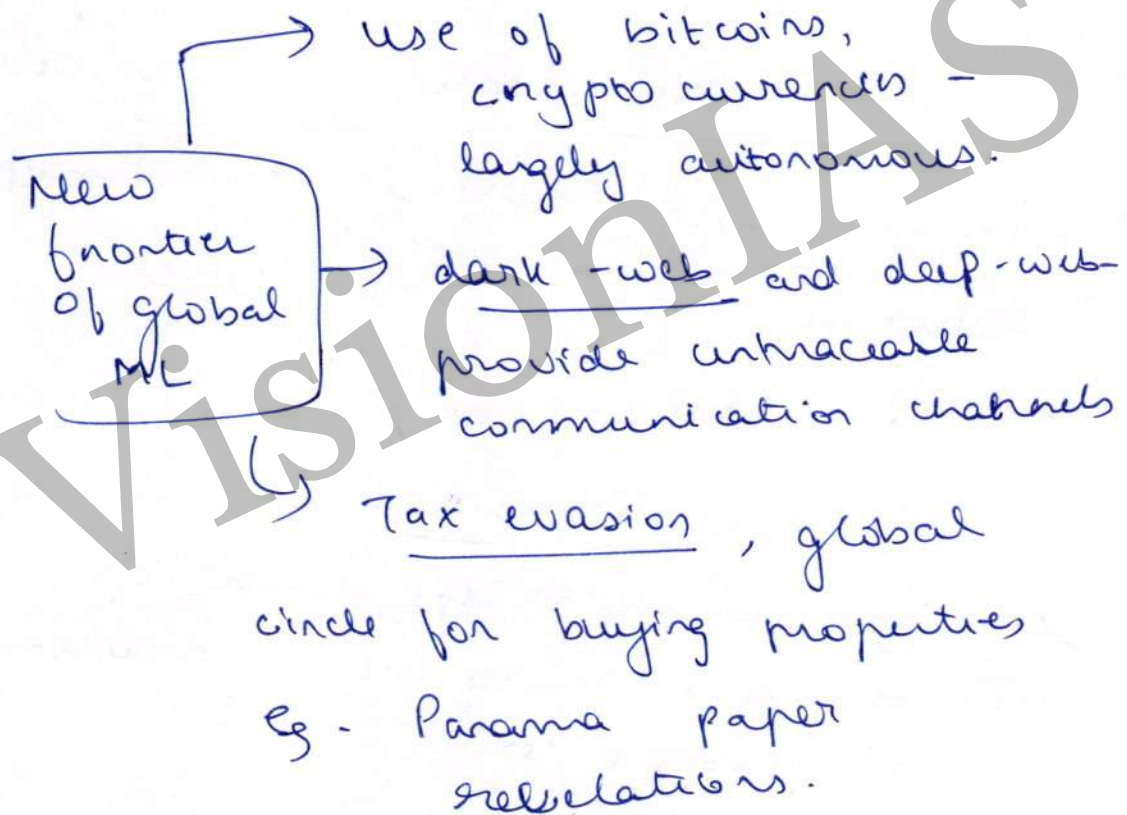 use of bitcoins,
crypto currencies -
largely autonomous.
New
frontier
of global
ML
dark-web and deep-web-
provide untraceable
communication channels
Tax evasion, global
circle for buying properties
eg. Panama paper
revelations.
VisionIAS